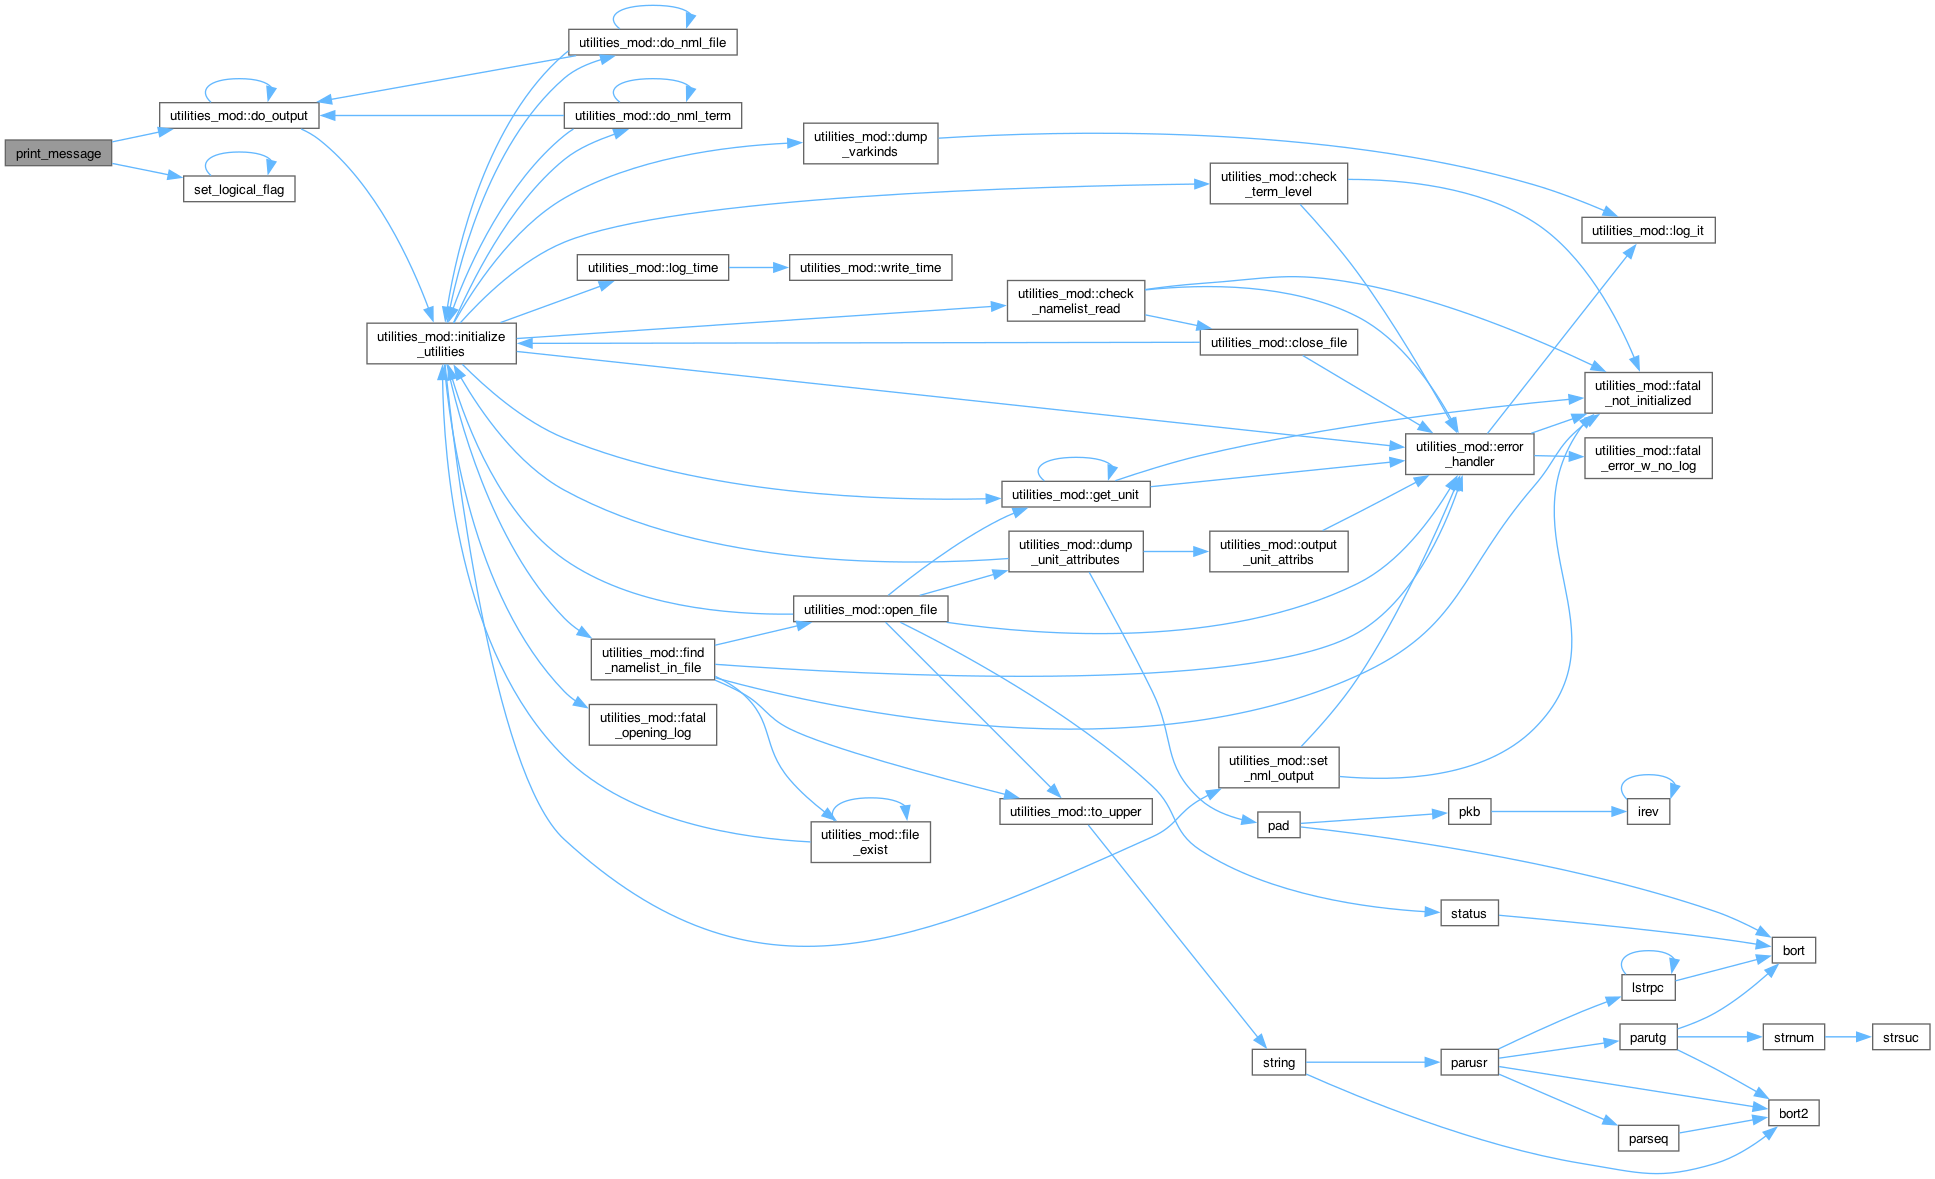 utilities_mod::do_nml_file
utilities_mod::do_output
utilities_mod::do_nml_term
print_message
set_logical_flag
utilities_mod::dump
_varkinds
utilities_mod::check
_term_level
utilities_mod::log_it
utilities_mod::log_time
utilities_mod::write_time
utilities_mod::check
_namelist_read
utilities_mod::initialize
_utilities
utilities_mod::close_file
utilities_mod::fatal
_not_initialized
utilities_mod::error
_handler
utilities_mod::fatal
_error_w_no_log
utilities_mod::get_unit
utilities_mod::dump
_unit_attributes
utilities_mod::output
_unit_attribs
utilities_mod::open_file
utilities_mod::find
_namelist_in_file
utilities_mod::fatal
_opening_log
utilities_mod::set
_nml_output
utilities_mod::file
_exist
utilities_mod::to_upper
pad
pkb
irev
status
bort
lstrpc
string
parusr
parutg
strnum
strsuc
parseq
bort2